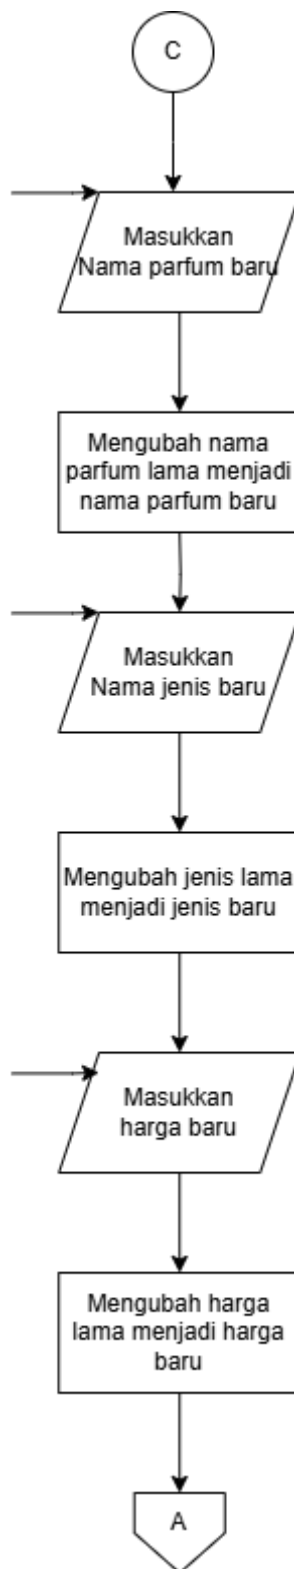 C
Masukkan
Nama parfum baru
Mengubah nama
parfum lama menjadi
nama parfum baru
Masukkan
Nama jenis baru
Mengubah jenis lama
menjadi jenis baru
Masukkan
harga baru
Mengubah harga
lama menjadi harga
baru
A